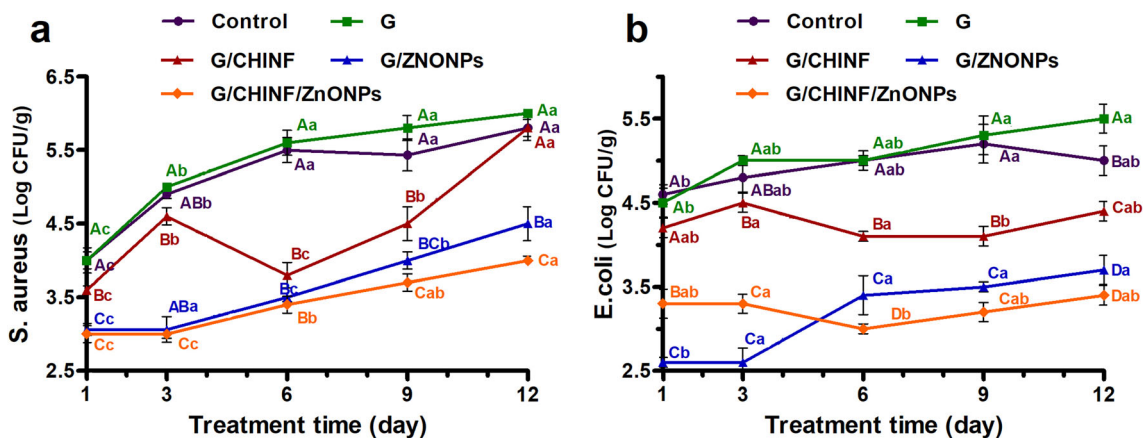 a
Control
G
G/CHINF
G/ZNONPs
G/CHINF/ZnONPs
S. aureus (Log CFU/g)
6.5
5.5
4.5
3.5
2.5
Ac
Ac
Bc
Cc
Cc
Ab
ABb
Bb
ABa
Cc
Aa
Aa
Bc
Bc
Bb
Aa
Aa
Bb
BCb
Cab
Aa
Aa
Aa
Ba
Ca
1 3 6 9 12
Treatment time (day)
b
Control
G
G/CHINF
G/ZNONPs
G/CHINF/ZnONPs
E.coli (Log CFU/g)
5.5
4.5
3.5
2.5
Ab
Ab
Aab
Bab
Cb
Aab
ABab
Ba
Ca
Ca
Aab
Aab
Ba
Ca
Db
Aa
Aa
Bb
Ca
Cab
Aa
Bab
Cab
Da
Dab
1 3 6 9 12
Treatment time (day)